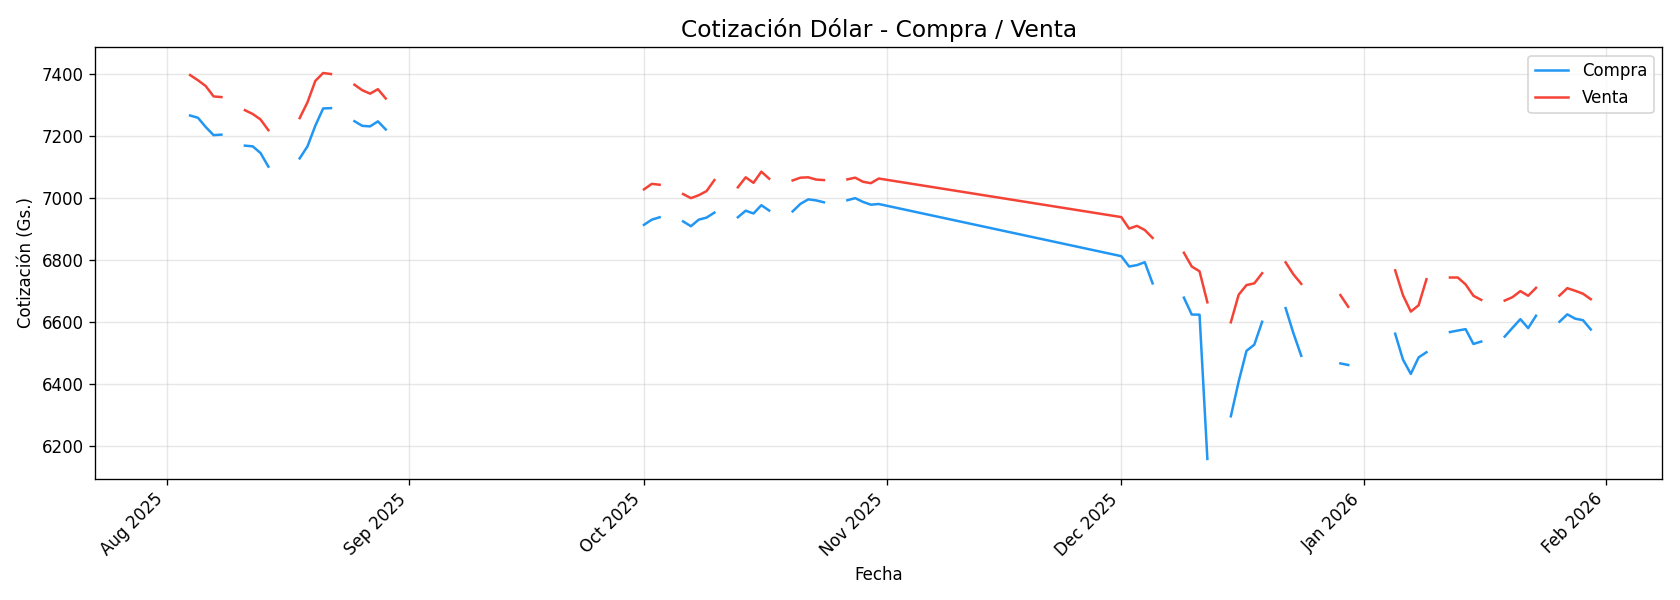 Cotización Dólar - Compra / Venta
Compra
Venta
Cotización (Gs.)
7400
7200
7000
6800
6600
6400
6200
Aug 2025
Sep 2025
Oct 2025
Nov 2025
Dec 2025
Jan 2026
Feb 2026
Fecha